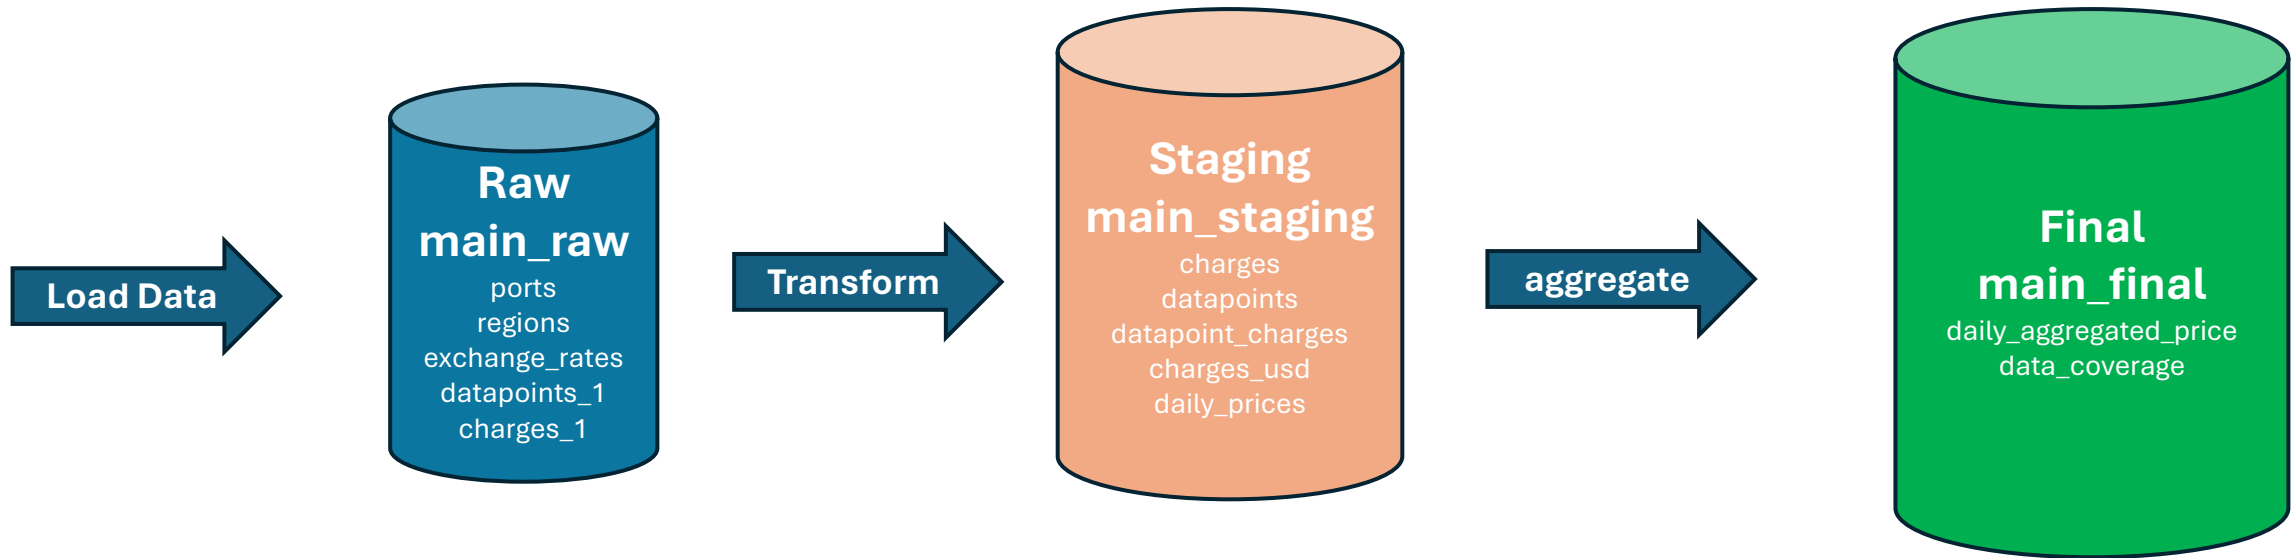 Load Data
Raw
main_raw
ports
regions
exchange_rates
datapoints_1
charges_1
Transform
Staging
main_staging
charges
datapoints
datapoint_charges
charges_usd
daily_prices
aggregate
Final
main_final
daily_aggregated_price
data_coverage